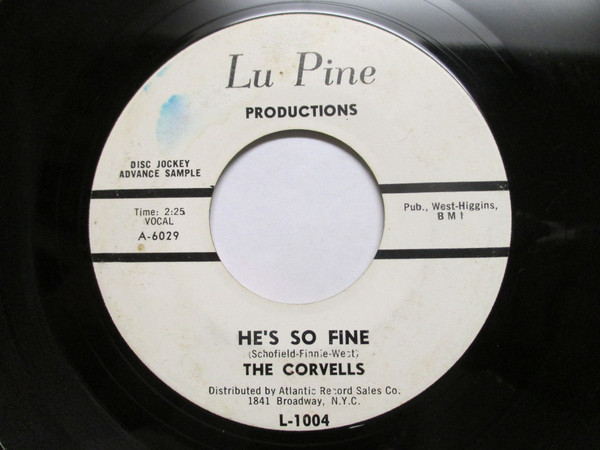 Lu Pine
PRODUCTIONS
DISC JOCKEY
ADVANCE SAMPLE
Time: 2:25
VOCAL
A-6029
Pub., West-Higgins,
BMI
HE'S SO FINE
(Schofield-Finnie-West)
THE CORVELLS
Distributed by Atlantic Record Sales Co.
1841 Broadway, N.Y.C.
L-1004